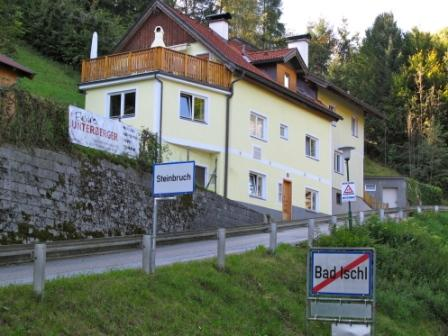 UNTERBERGER
Steinbruch
Bad Ischl